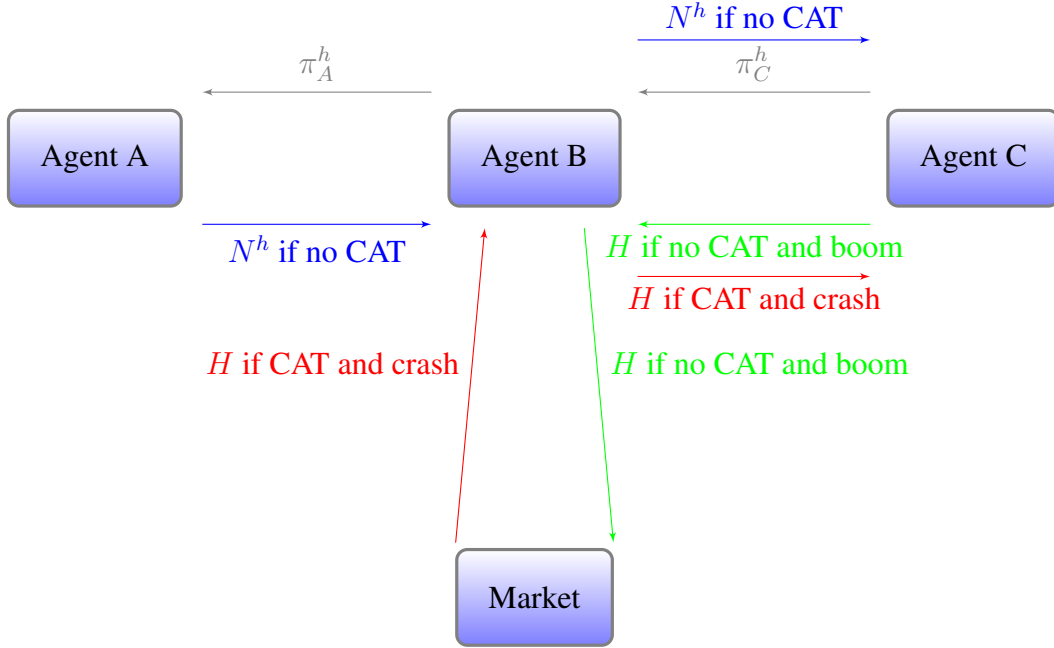 N^h if no CAT
π_A^h
π_C^h
Agent A
Agent B
Agent C
N^h if no CAT
H if no CAT and boom
H if CAT and crash
H if CAT and crash
H if no CAT and boom
Market